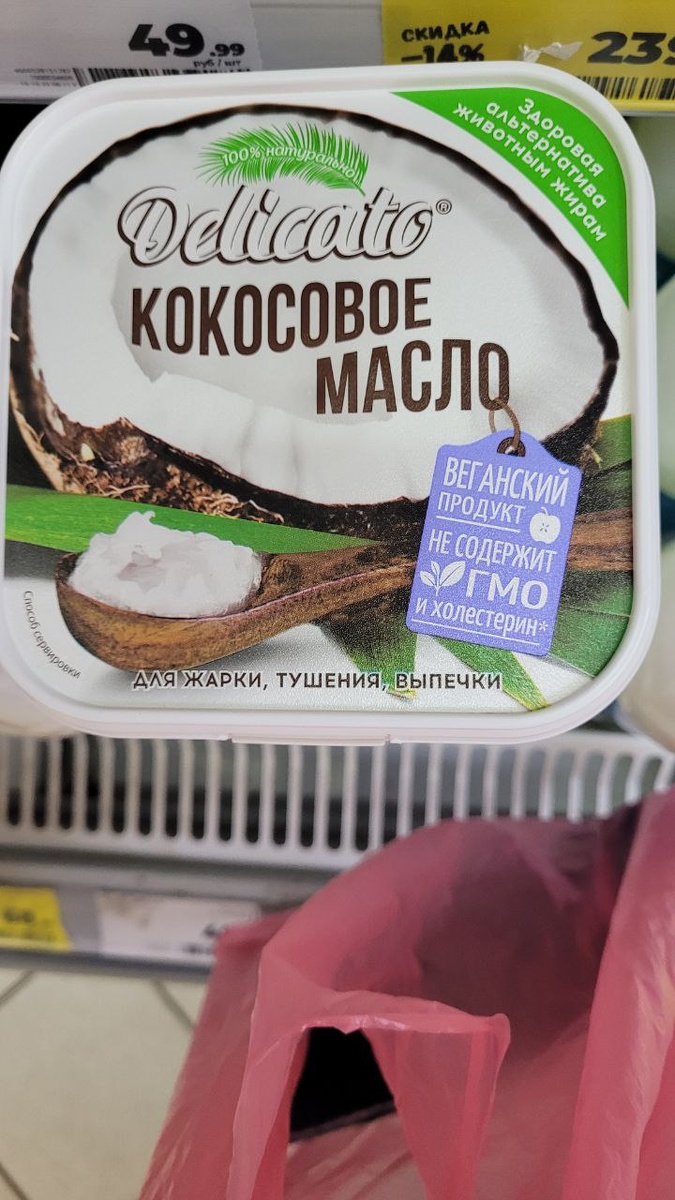 49.99
руб / шт
СКИДКА
-14%
100% натурально!
Delicato®
КОКОСОВОЕ
МАСЛО
Здоровая
альтернатива
животным жирам
ВЕГАНСКИЙ
ПРОДУКТ
НЕ СОДЕРЖИТ
ГМО
И ХОЛЕСТЕРИН*
Способ сервировки
ДЛЯ ЖАРКИ, ТУШЕНИЯ, ВЫПЕЧКИ